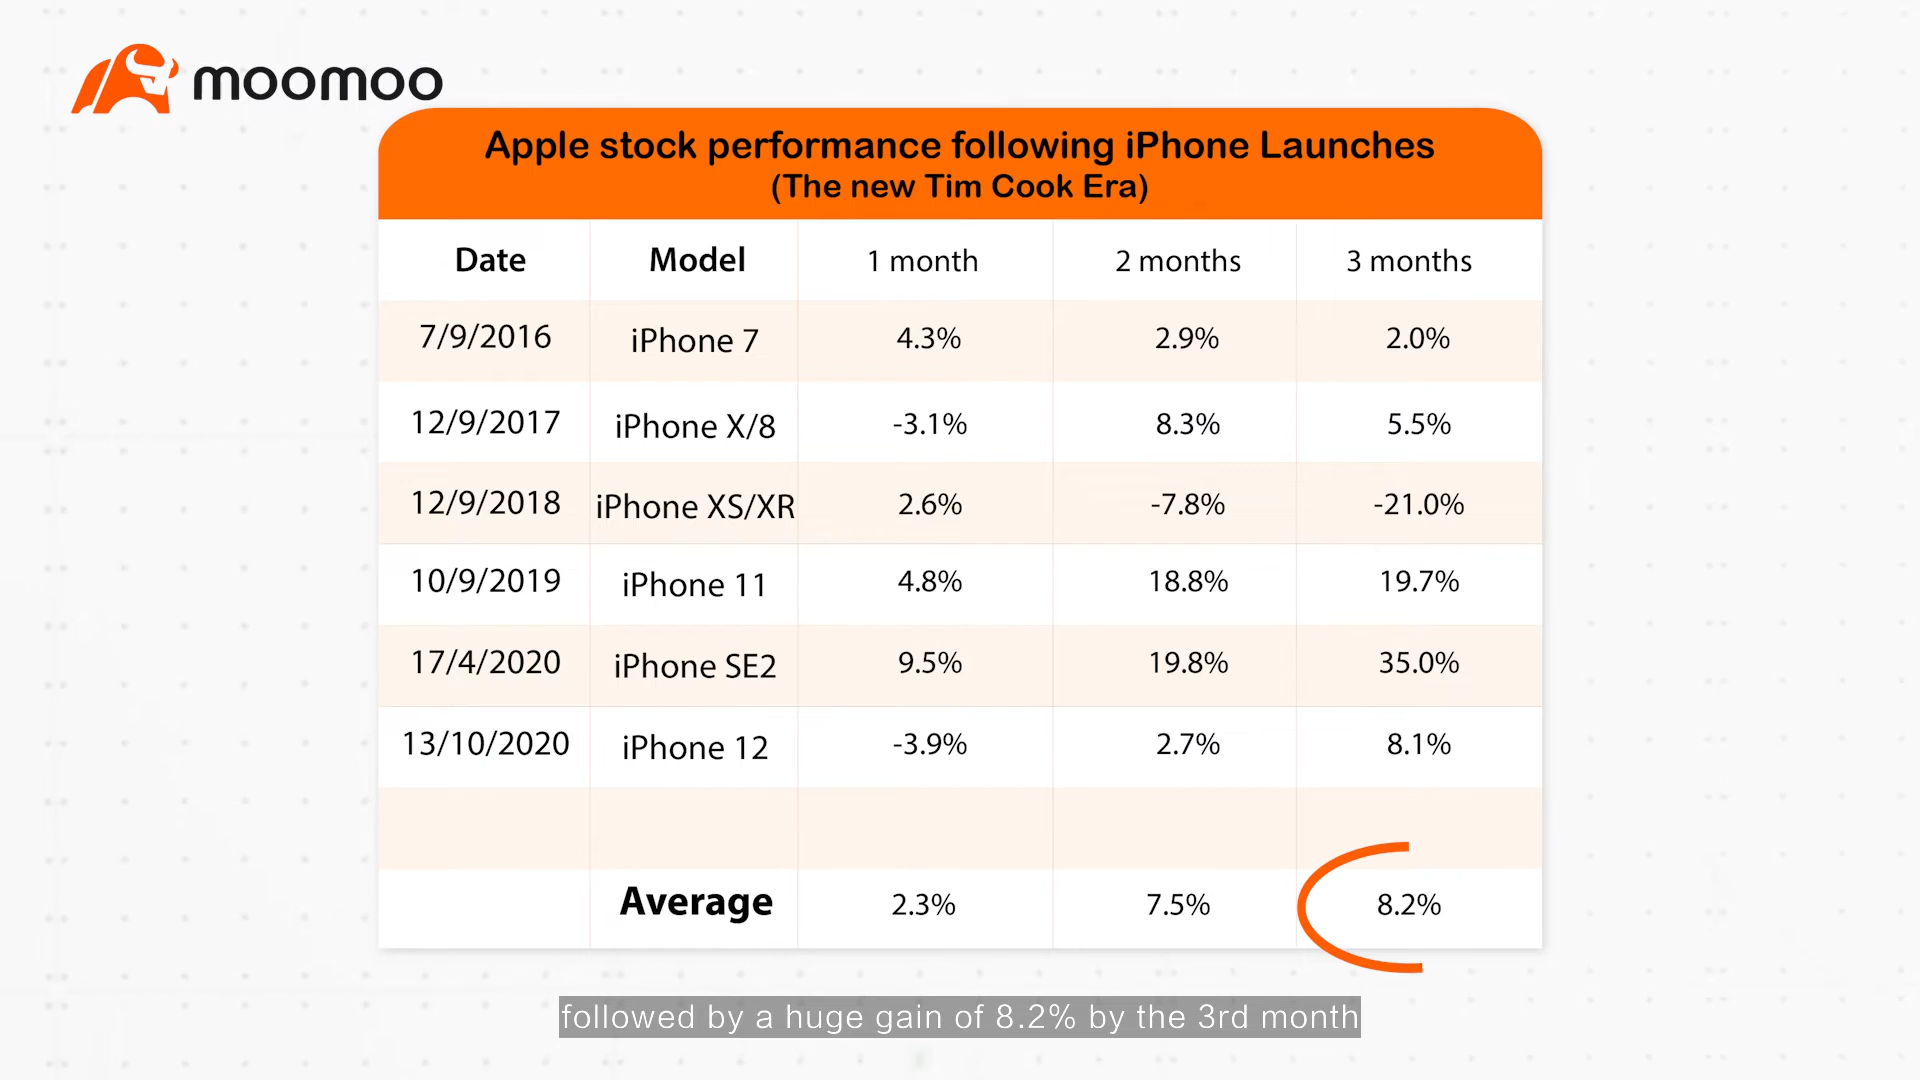 moomoo
Apple stock performance following iPhone Launches
(The new Tim Cook Era)
Date Model 1 month 2 months 3 months
7/9/2016 iPhone 7 4.3% 2.9% 2.0%
12/9/2017 iPhone X/8 -3.1% 8.3% 5.5%
12/9/2018 iPhone XS/XR 2.6% -7.8% -21.0%
10/9/2019 iPhone 11 4.8% 18.8% 19.7%
17/4/2020 iPhone SE2 9.5% 19.8% 35.0%
13/10/2020 iPhone 12 -3.9% 2.7% 8.1%
Average 2.3% 7.5% 8.2%
followed by a huge gain of 8.2% by the 3rd month